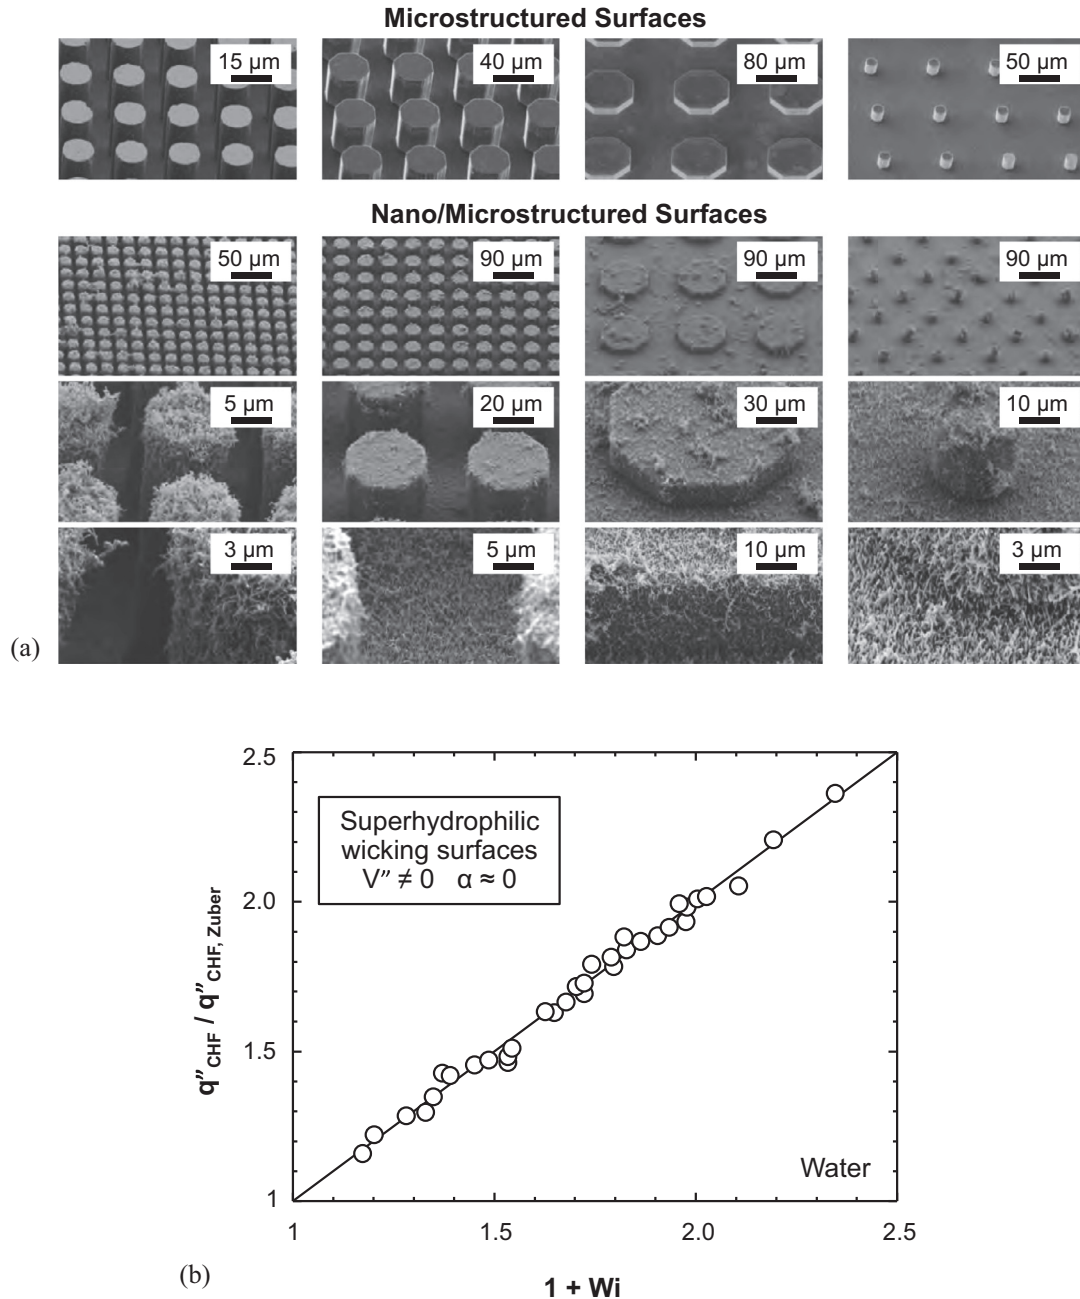 Microstructured Surfaces
15 µm
40 µm
80 µm
50 µm
Nano/Microstructured Surfaces
50 µm
90 µm
90 µm
90 µm
5 µm
20 µm
30 µm
10 µm
3 µm
5 µm
10 µm
3 µm
(a)
2.5
2.0
1.5
1
q″CHF / q″CHF, Zuber
Superhydrophilic
wicking surfaces
V″ ≠ 0 α ≈ 0
Water
1 1.5 2.0 2.5
1 + Wi
(b)